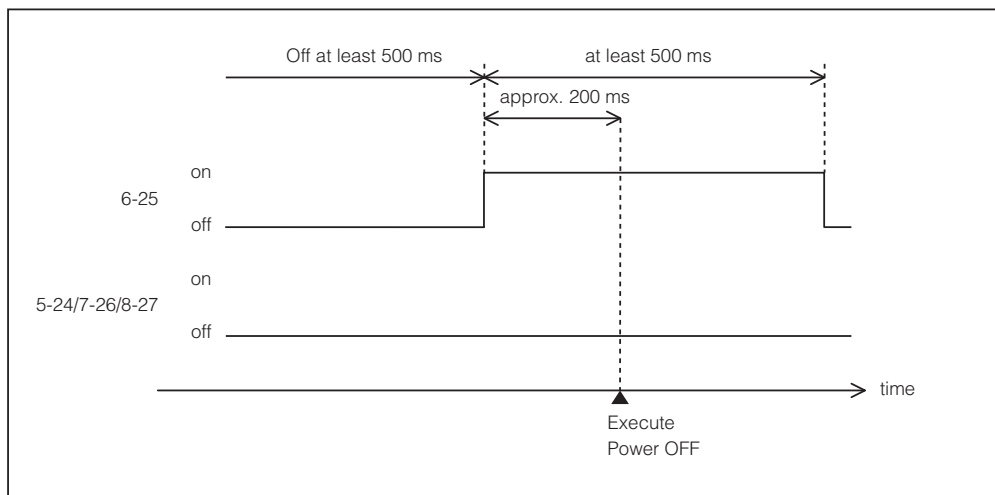 Off at least 500 ms
at least 500 ms
approx. 200 ms
on
6-25
off
on
5-24/7-26/8-27
off
time
Execute
Power OFF